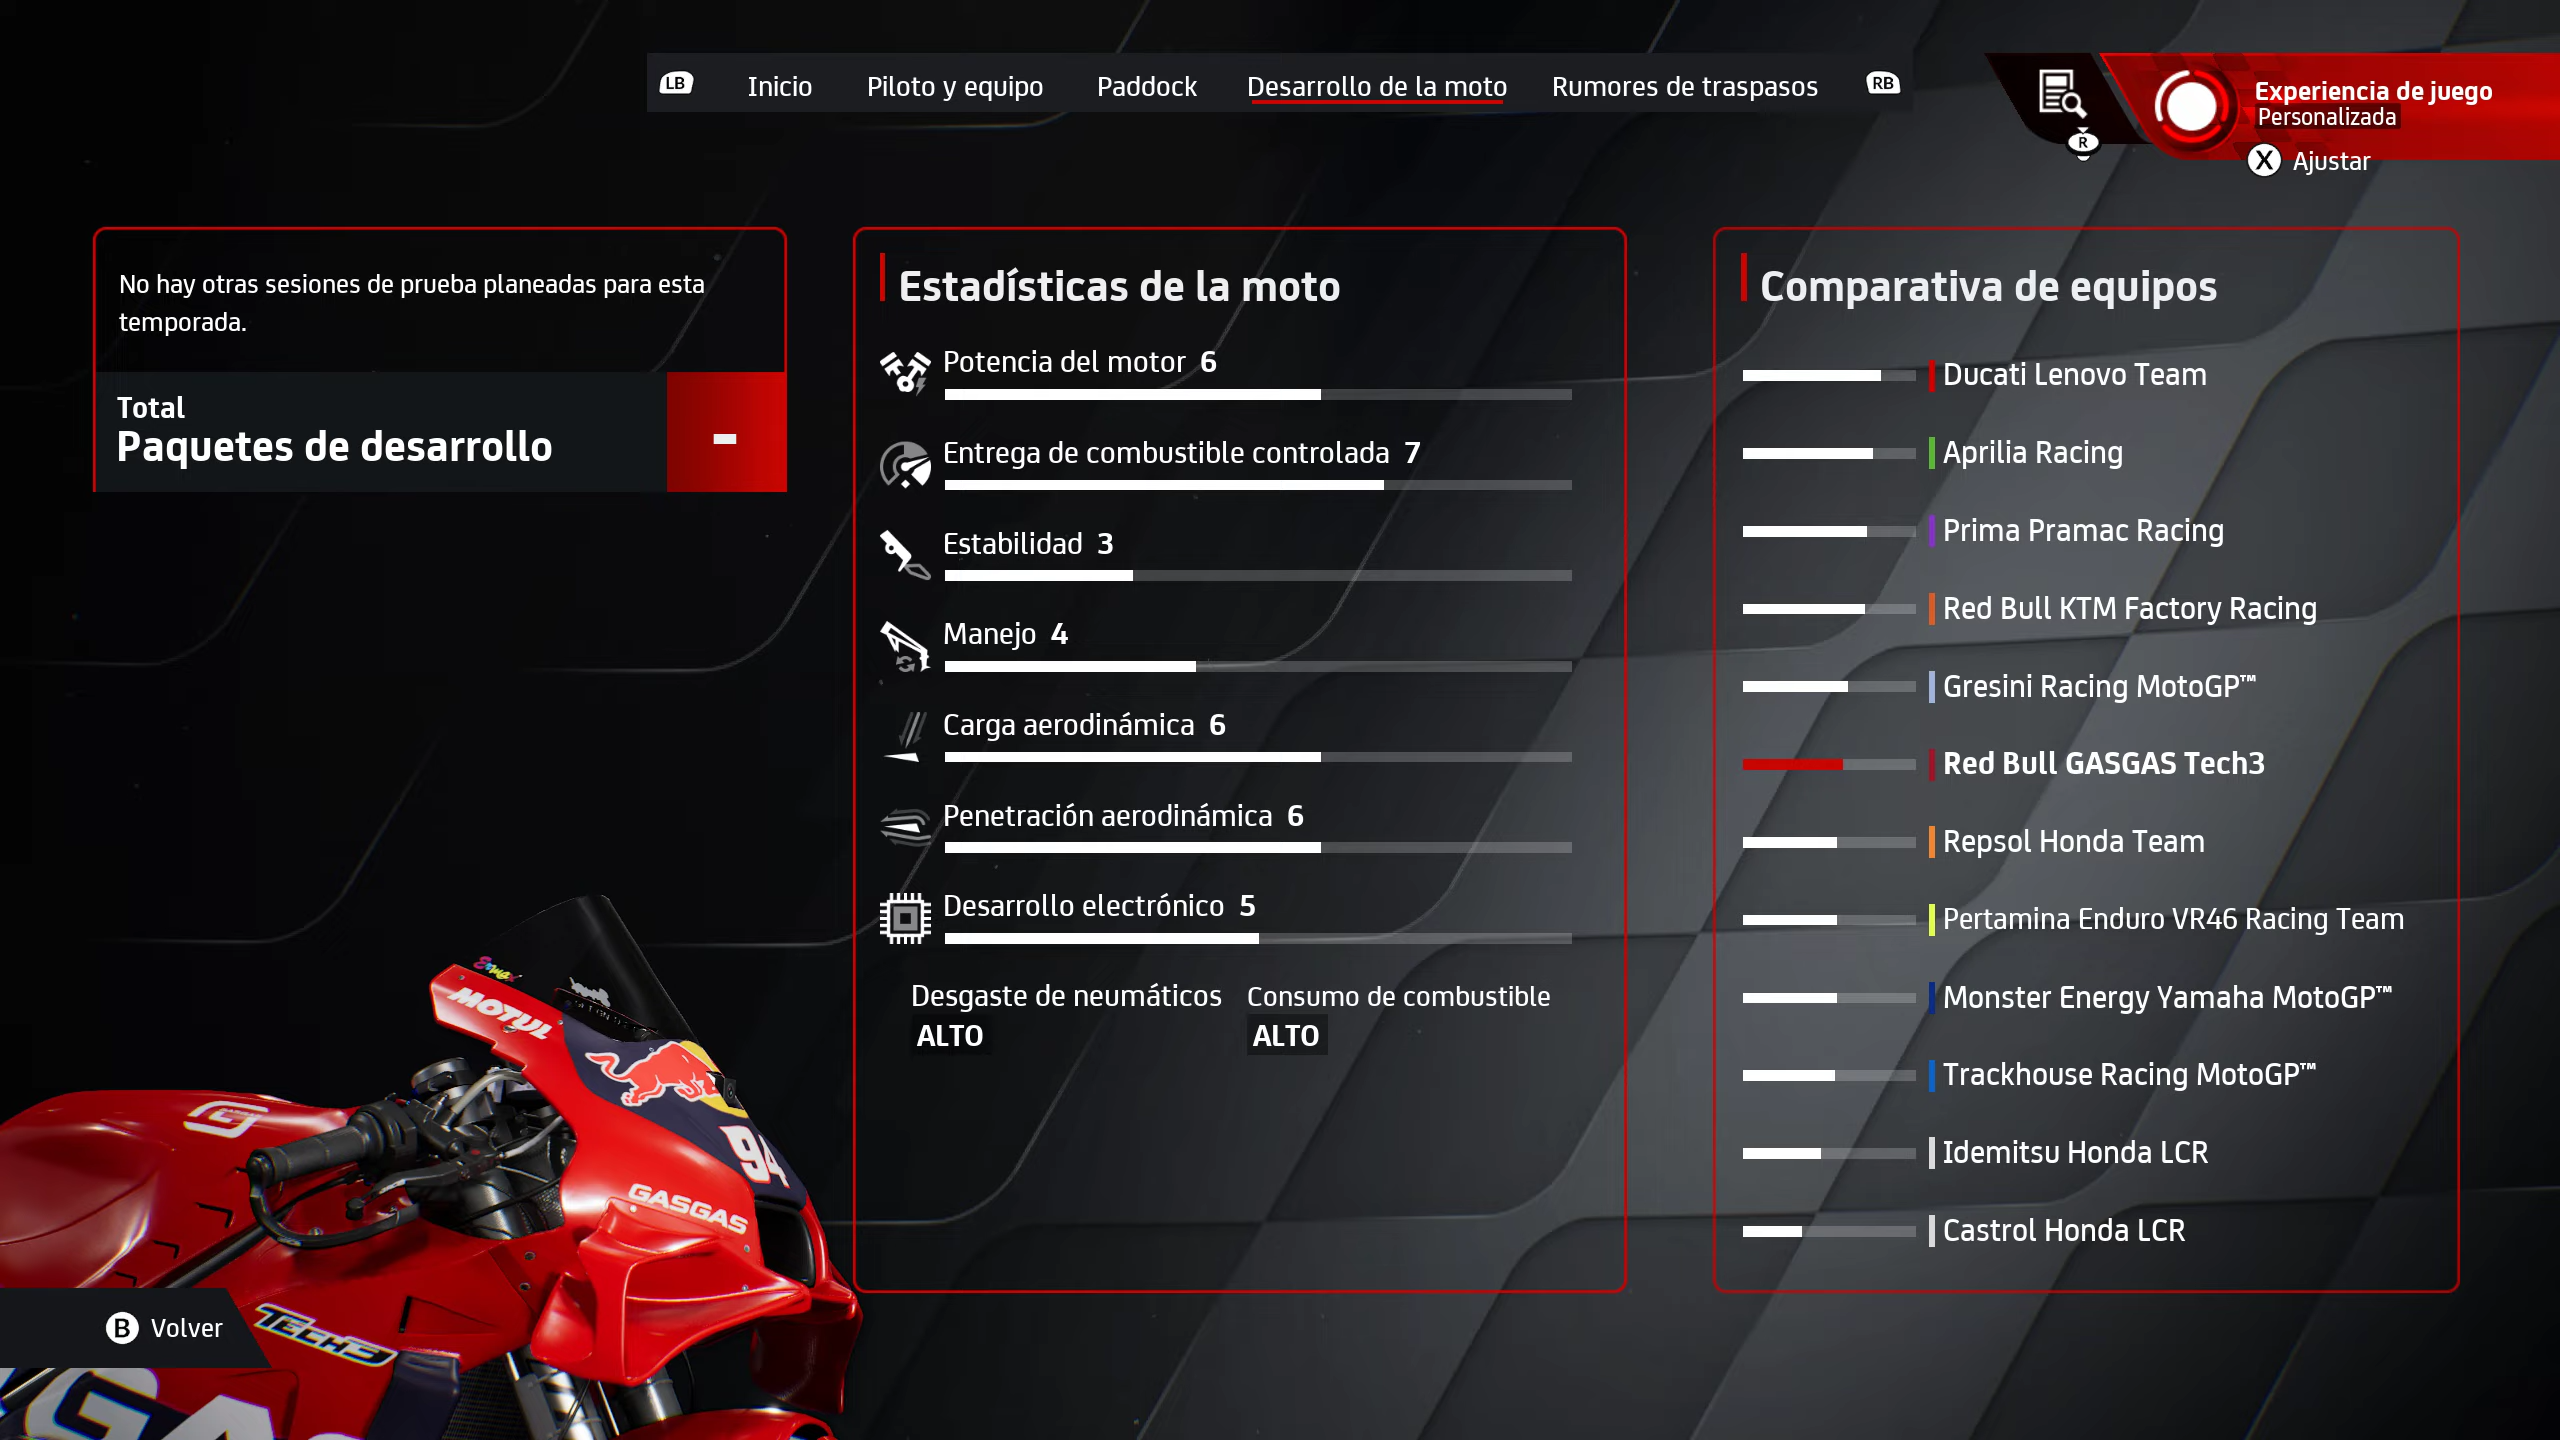 LB
Inicio
Piloto y equipo
Paddock
Desarrollo de la moto
Rumores de traspasos
RB
R
Experiencia de juego
Personalizada
X Ajustar
No hay otras sesiones de prueba planeadas para esta
temporada.
Total
Paquetes de desarrollo
-
Estadísticas de la moto
Potencia del motor 6
Entrega de combustible controlada 7
Estabilidad 3
Manejo 4
Carga aerodinámica 6
Penetración aerodinámica 6
Desarrollo electrónico 5
Desgaste de neumáticos
ALTO
Consumo de combustible
ALTO
Comparativa de equipos
Ducati Lenovo Team
Aprilia Racing
Prima Pramac Racing
Red Bull KTM Factory Racing
Gresini Racing MotoGP™
Red Bull GASGAS Tech3
Repsol Honda Team
Pertamina Enduro VR46 Racing Team
Monster Energy Yamaha MotoGP™
Trackhouse Racing MotoGP™
Idemitsu Honda LCR
Castrol Honda LCR
Ermax
MOTUL
94
GASGAS
TECH3
B Volver